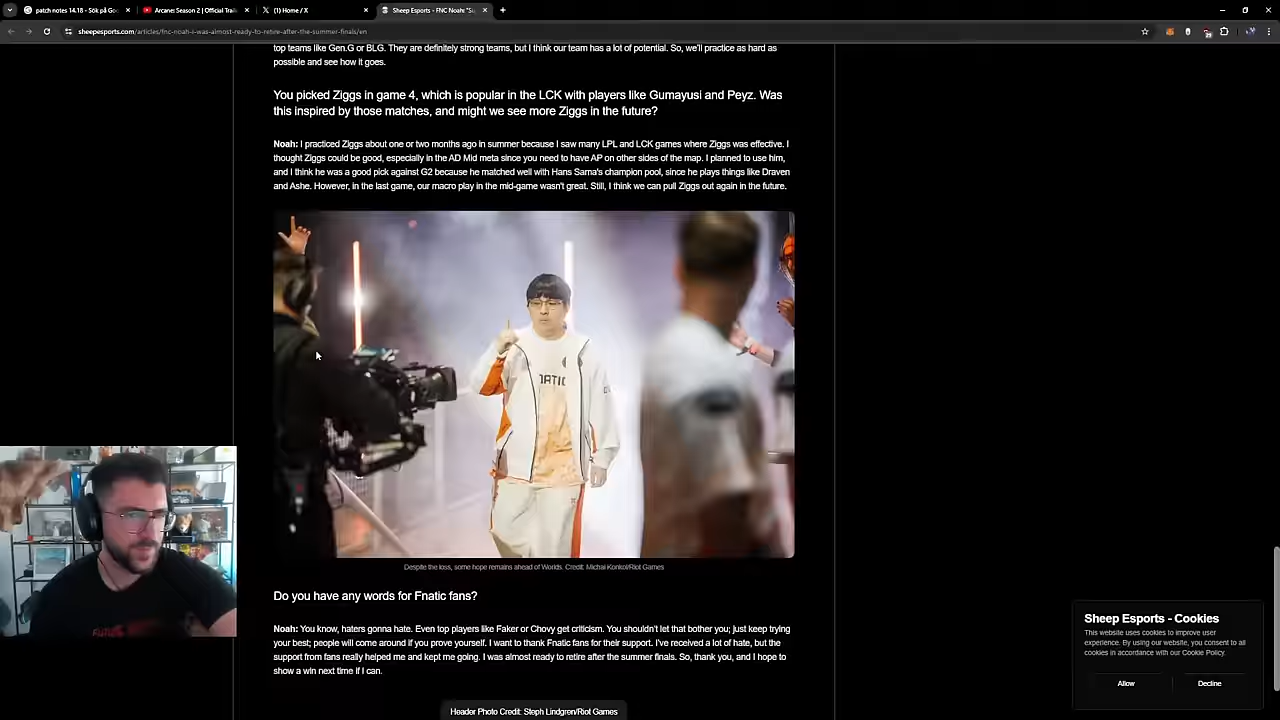 patch notes 14.18 - Sök på Goo
Arcane: Season 2 | Official Trail
(1) Home / X
Sheep Esports - FNC Noah: "Su
sheepesports.com/articles/fnc-noah-i-was-almost-ready-to-retire-after-the-summer-finals/en
top teams like Gen.G or BLG. They are definitely strong teams, but I think our team has a lot of potential. So, we'll practice as hard as
possible and see how it goes.
You picked Ziggs in game 4, which is popular in the LCK with players like Gumayusi and Peyz. Was
this inspired by those matches, and might we see more Ziggs in the future?
Noah: I practiced Ziggs about one or two months ago in summer because I saw many LPL and LCK games where Ziggs was effective. I
thought Ziggs could be good, especially in the AD Mid meta since you need to have AP on other sides of the map. I planned to use him,
and I think he was a good pick against G2 because he matched well with Hans Sama's champion pool, since he plays things like Draven
and Ashe. However, in the last game, our macro play in the mid-game wasn't great. Still, I think we can pull Ziggs out again in the future.
Despite the loss, some hope remains ahead of Worlds. Credit: Michal Konkol/Riot Games
Do you have any words for Fnatic fans?
Noah: You know, haters gonna hate. Even top players like Faker or Chovy get criticism. You shouldn't let that bother you; just keep trying
your best; people will come around if you prove yourself. I want to thank Fnatic fans for their support. I've received a lot of hate, but the
support from fans really helped me and kept me going. I was almost ready to retire after the summer finals. So, thank you, and I hope to
show a win next time if I can.
Header Photo Credit: Steph Lindgren/Riot Games
Sheep Esports - Cookies
This website uses cookies to improve user
experience. By using our website, you consent to all
cookies in accordance with our Cookie Policy.
Allow
Decline